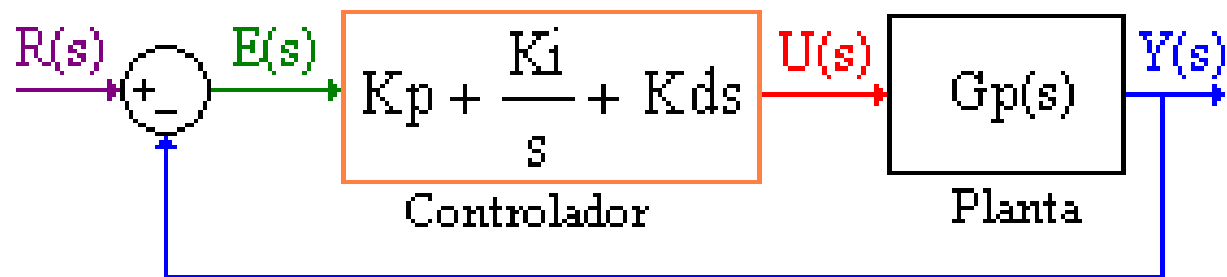 R(s)
+
−
E(s)
Kp + Ki/s + Kds
Controlador
U(s)
Gp(s)
Planta
Y(s)